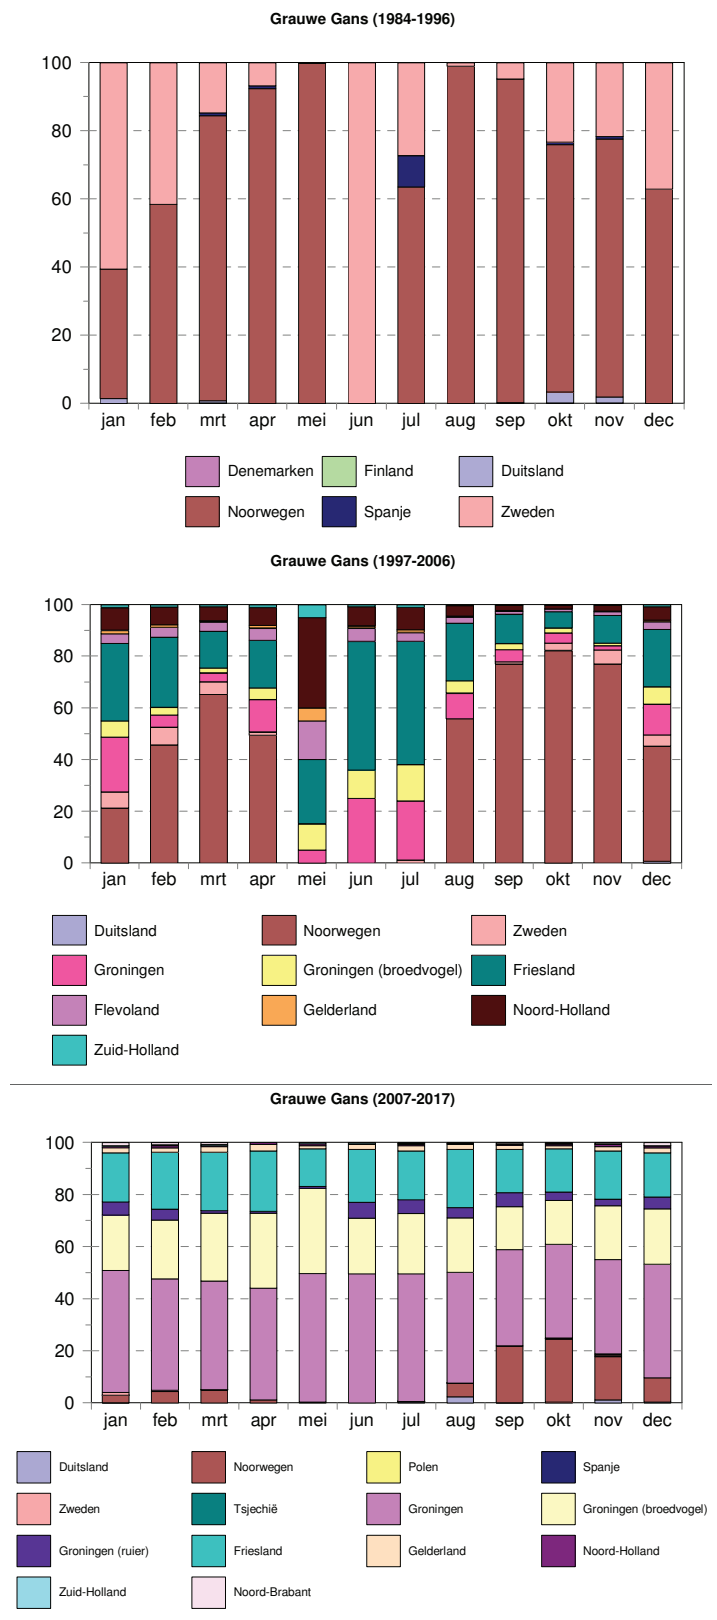 Grauwe Gans (1984-1996)
100
80
60
40
20
0
jan feb mrt apr mei jun jul aug sep okt nov dec
Denemarken Finland Duitsland
Noorwegen Spanje Zweden
Grauwe Gans (1997-2006)
100
80
60
40
20
0
jan feb mrt apr mei jun jul aug sep okt nov dec
Duitsland Noorwegen Zweden
Groningen Groningen (broedvogel) Friesland
Flevoland Gelderland Noord-Holland
Zuid-Holland
Grauwe Gans (2007-2017)
100
80
60
40
20
0
jan feb mrt apr mei jun jul aug sep okt nov dec
Duitsland Noorwegen Polen Spanje
Zweden Tsjechië Groningen Groningen (broedvogel)
Groningen (ruier) Friesland Gelderland Noord-Holland
Zuid-Holland Noord-Brabant